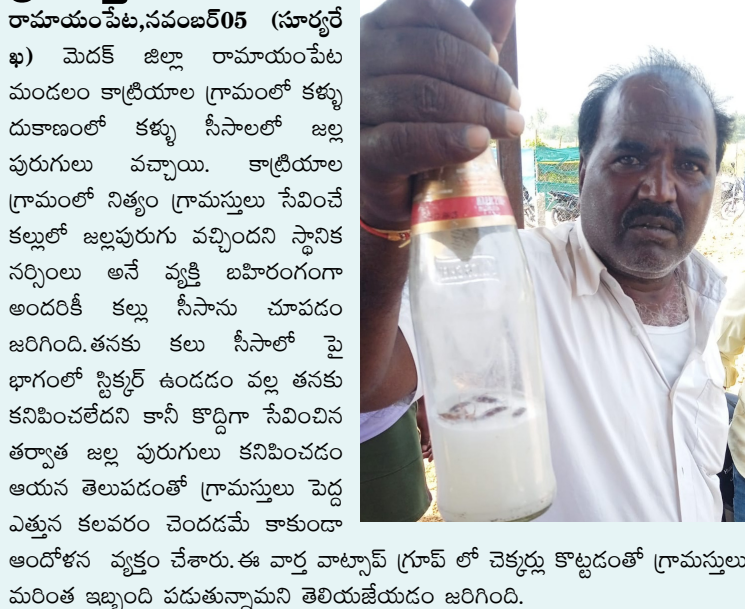 రామాయంపేట,నవంబర్05 (సూర్యరే
ఖ) మెదక్ జిల్లా రామాయంపేట
మండలం కాట్రియాల గ్రామంలో కళ్ళు
దుకాణంలో కళ్ళు సీసాలలో జల్ల
పురుగులు వచ్చాయి. కాట్రియాల
గ్రామంలో నిత్యం గ్రామస్తులు సేవించే
కల్లులో జల్లపురుగు వచ్చిందని స్థానిక
నర్సింలు అనే వ్యక్తి బహిరంగంగా
అందరికీ కల్లు సీసాను చూపడం
జరిగింది.తనకు కలు సీసాలో పై
భాగంలో స్టిక్కర్ ఉండడం వల్ల తనకు
కనిపించలేదని కానీ కొద్దిగా సేవించిన
తర్వాత జల్ల పురుగులు కనిపించడం
ఆయన తెలుపడంతో గ్రామస్తులు పెద్ద
ఎత్తున కలవరం చెందడమే కాకుండా
ఆందోళన వ్యక్తం చేశారు.ఈ వార్త వాట్సాప్ గ్రూప్ లో చెక్కర్లు కొట్టడంతో గ్రామస్తులు
మరింత ఇబ్బంది పడుతున్నామని తెలియజేయడం జరిగింది.